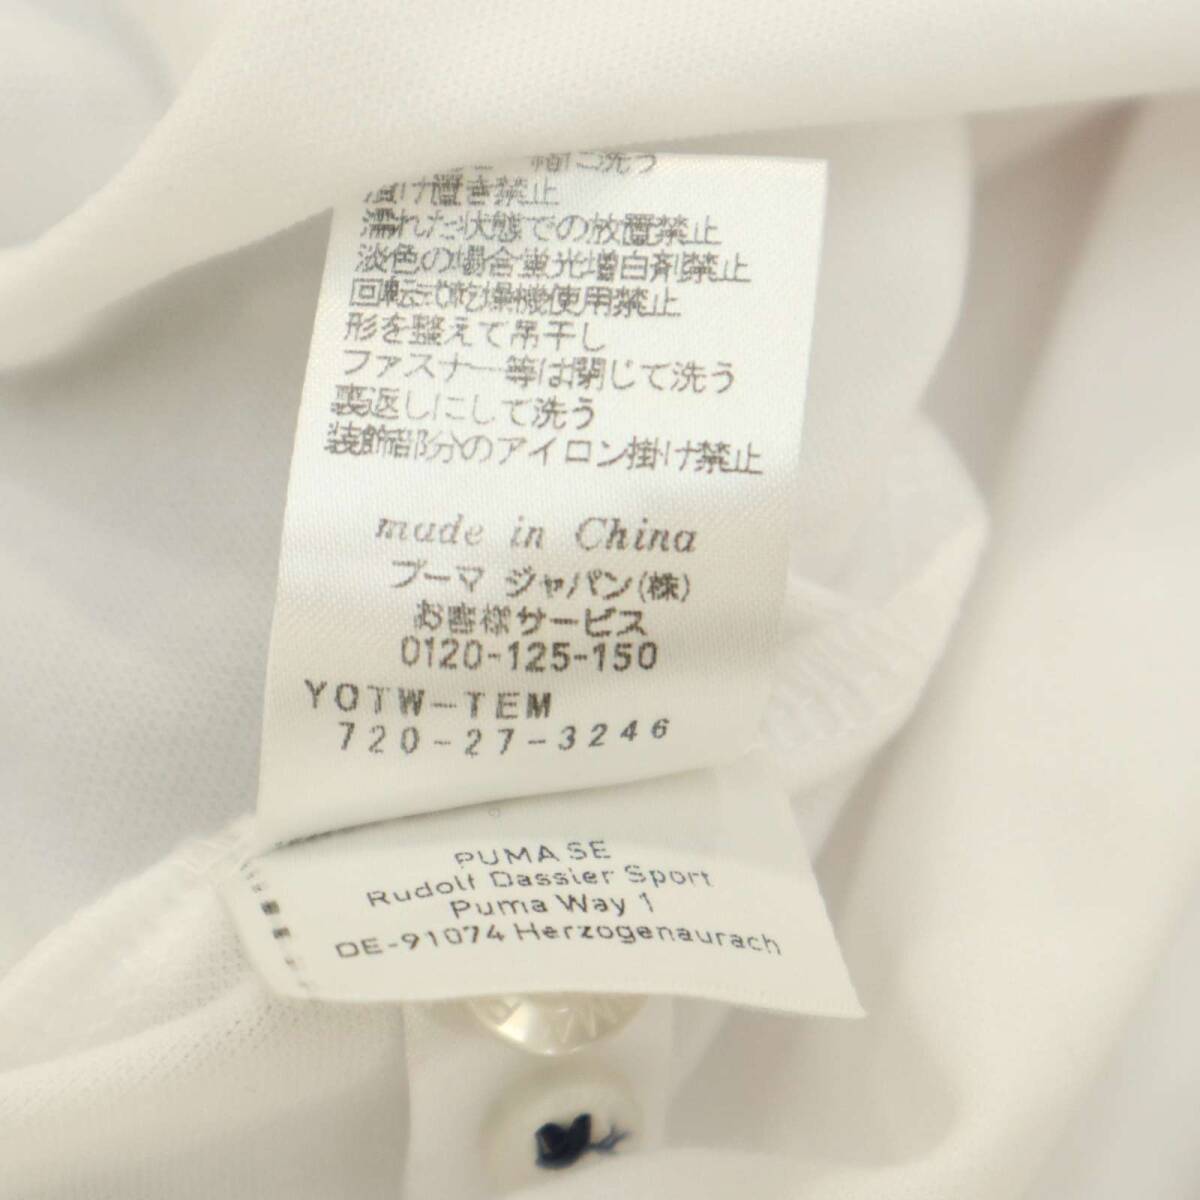 洗う
漬け置き禁止
濡れた状態での放置禁止
淡色の場合蛍光増白剤禁止
回転式乾燥機使用禁止
形を整えて吊干し
ファスナー等は閉じて洗う
裏返しにして洗う
装飾部分のアイロン掛け禁止
made in China
プーマ ジャパン(株)
お客様サービス
0120-125-150
YOTW-TEM
720-27-3246
PUMA SE
Rudolf Dassler Sport
Puma Way 1
DE-91074 Herzogenaurach